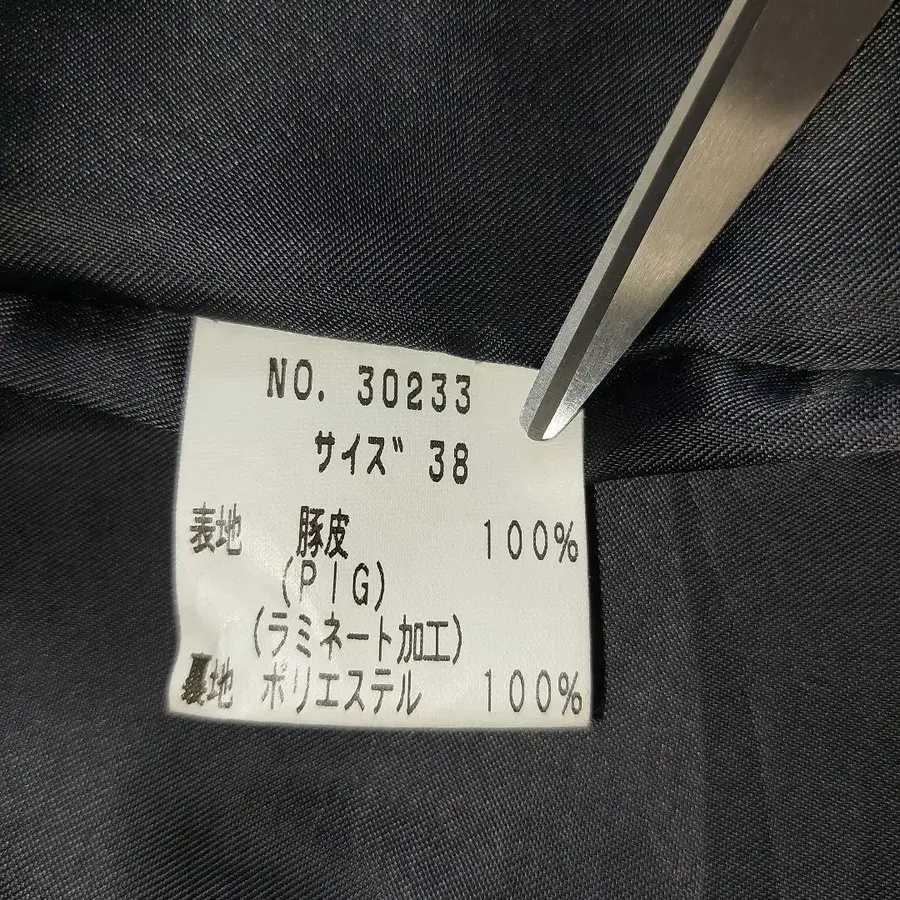 NO. 30233
サイズ 38
表地 豚皮 100%
(PIG)
(ラミネート加工)
裏地 ポリエステル 100%